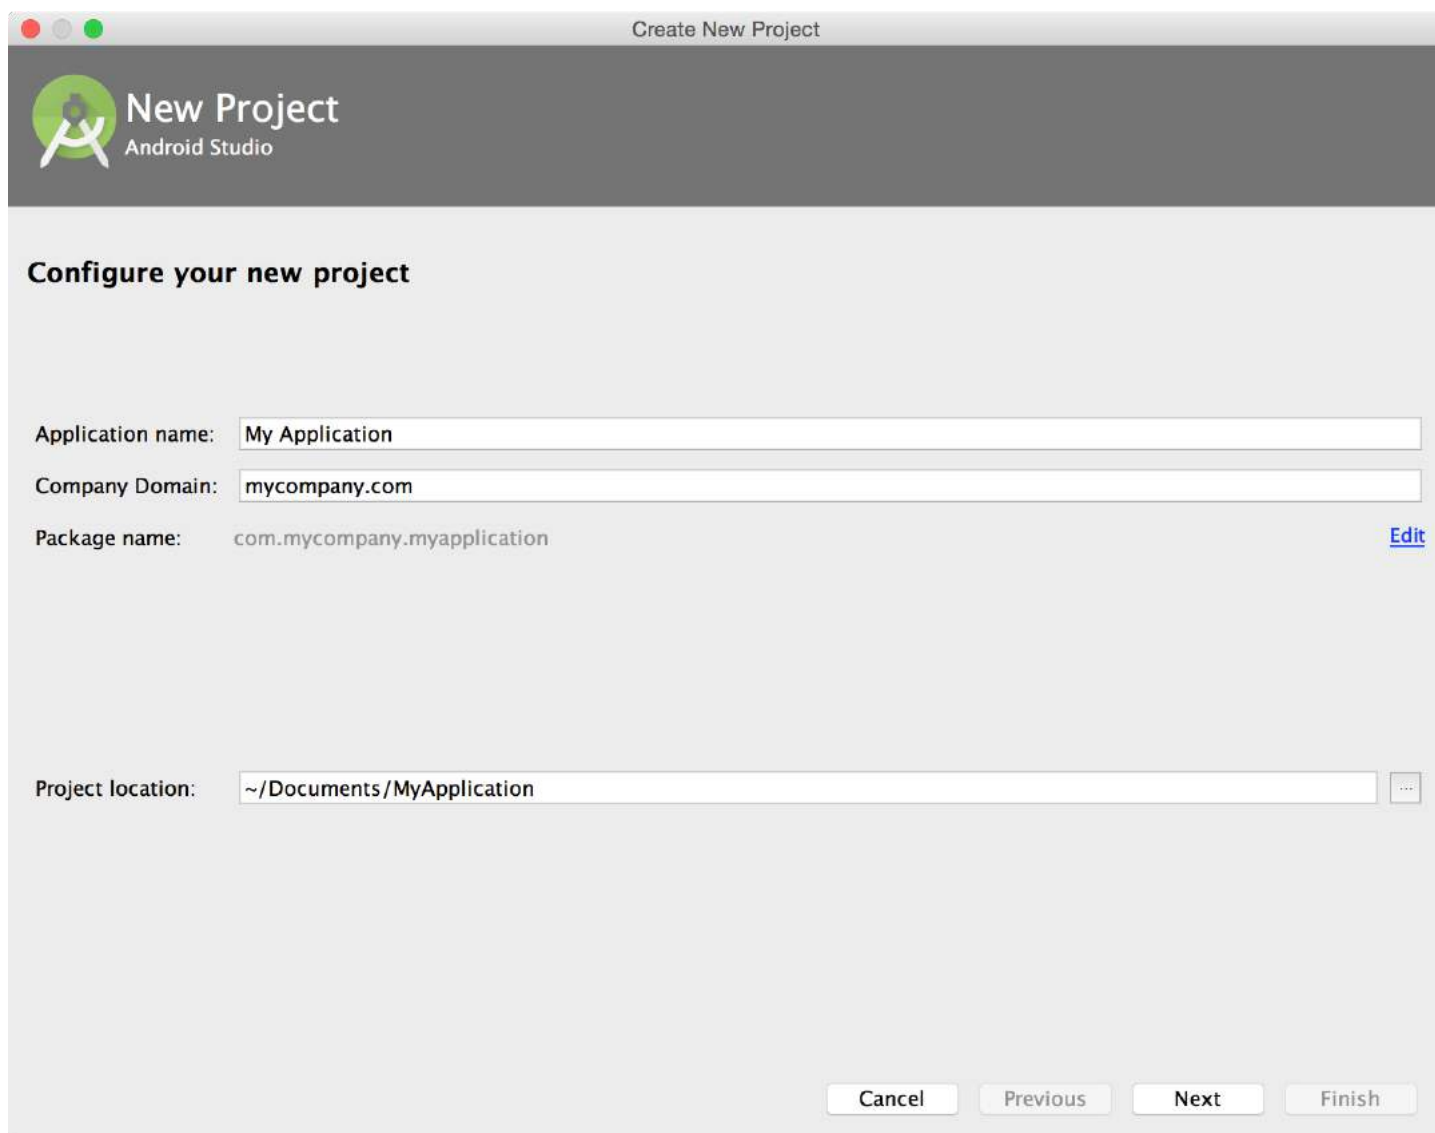 Create New Project
New Project
Android Studio
Configure your new project
Application name: My Application
Company Domain: mycompany.com
Package name: com.mycompany.myapplication Edit
Project location: ~/Documents/MyApplication ...
Cancel Previous Next Finish